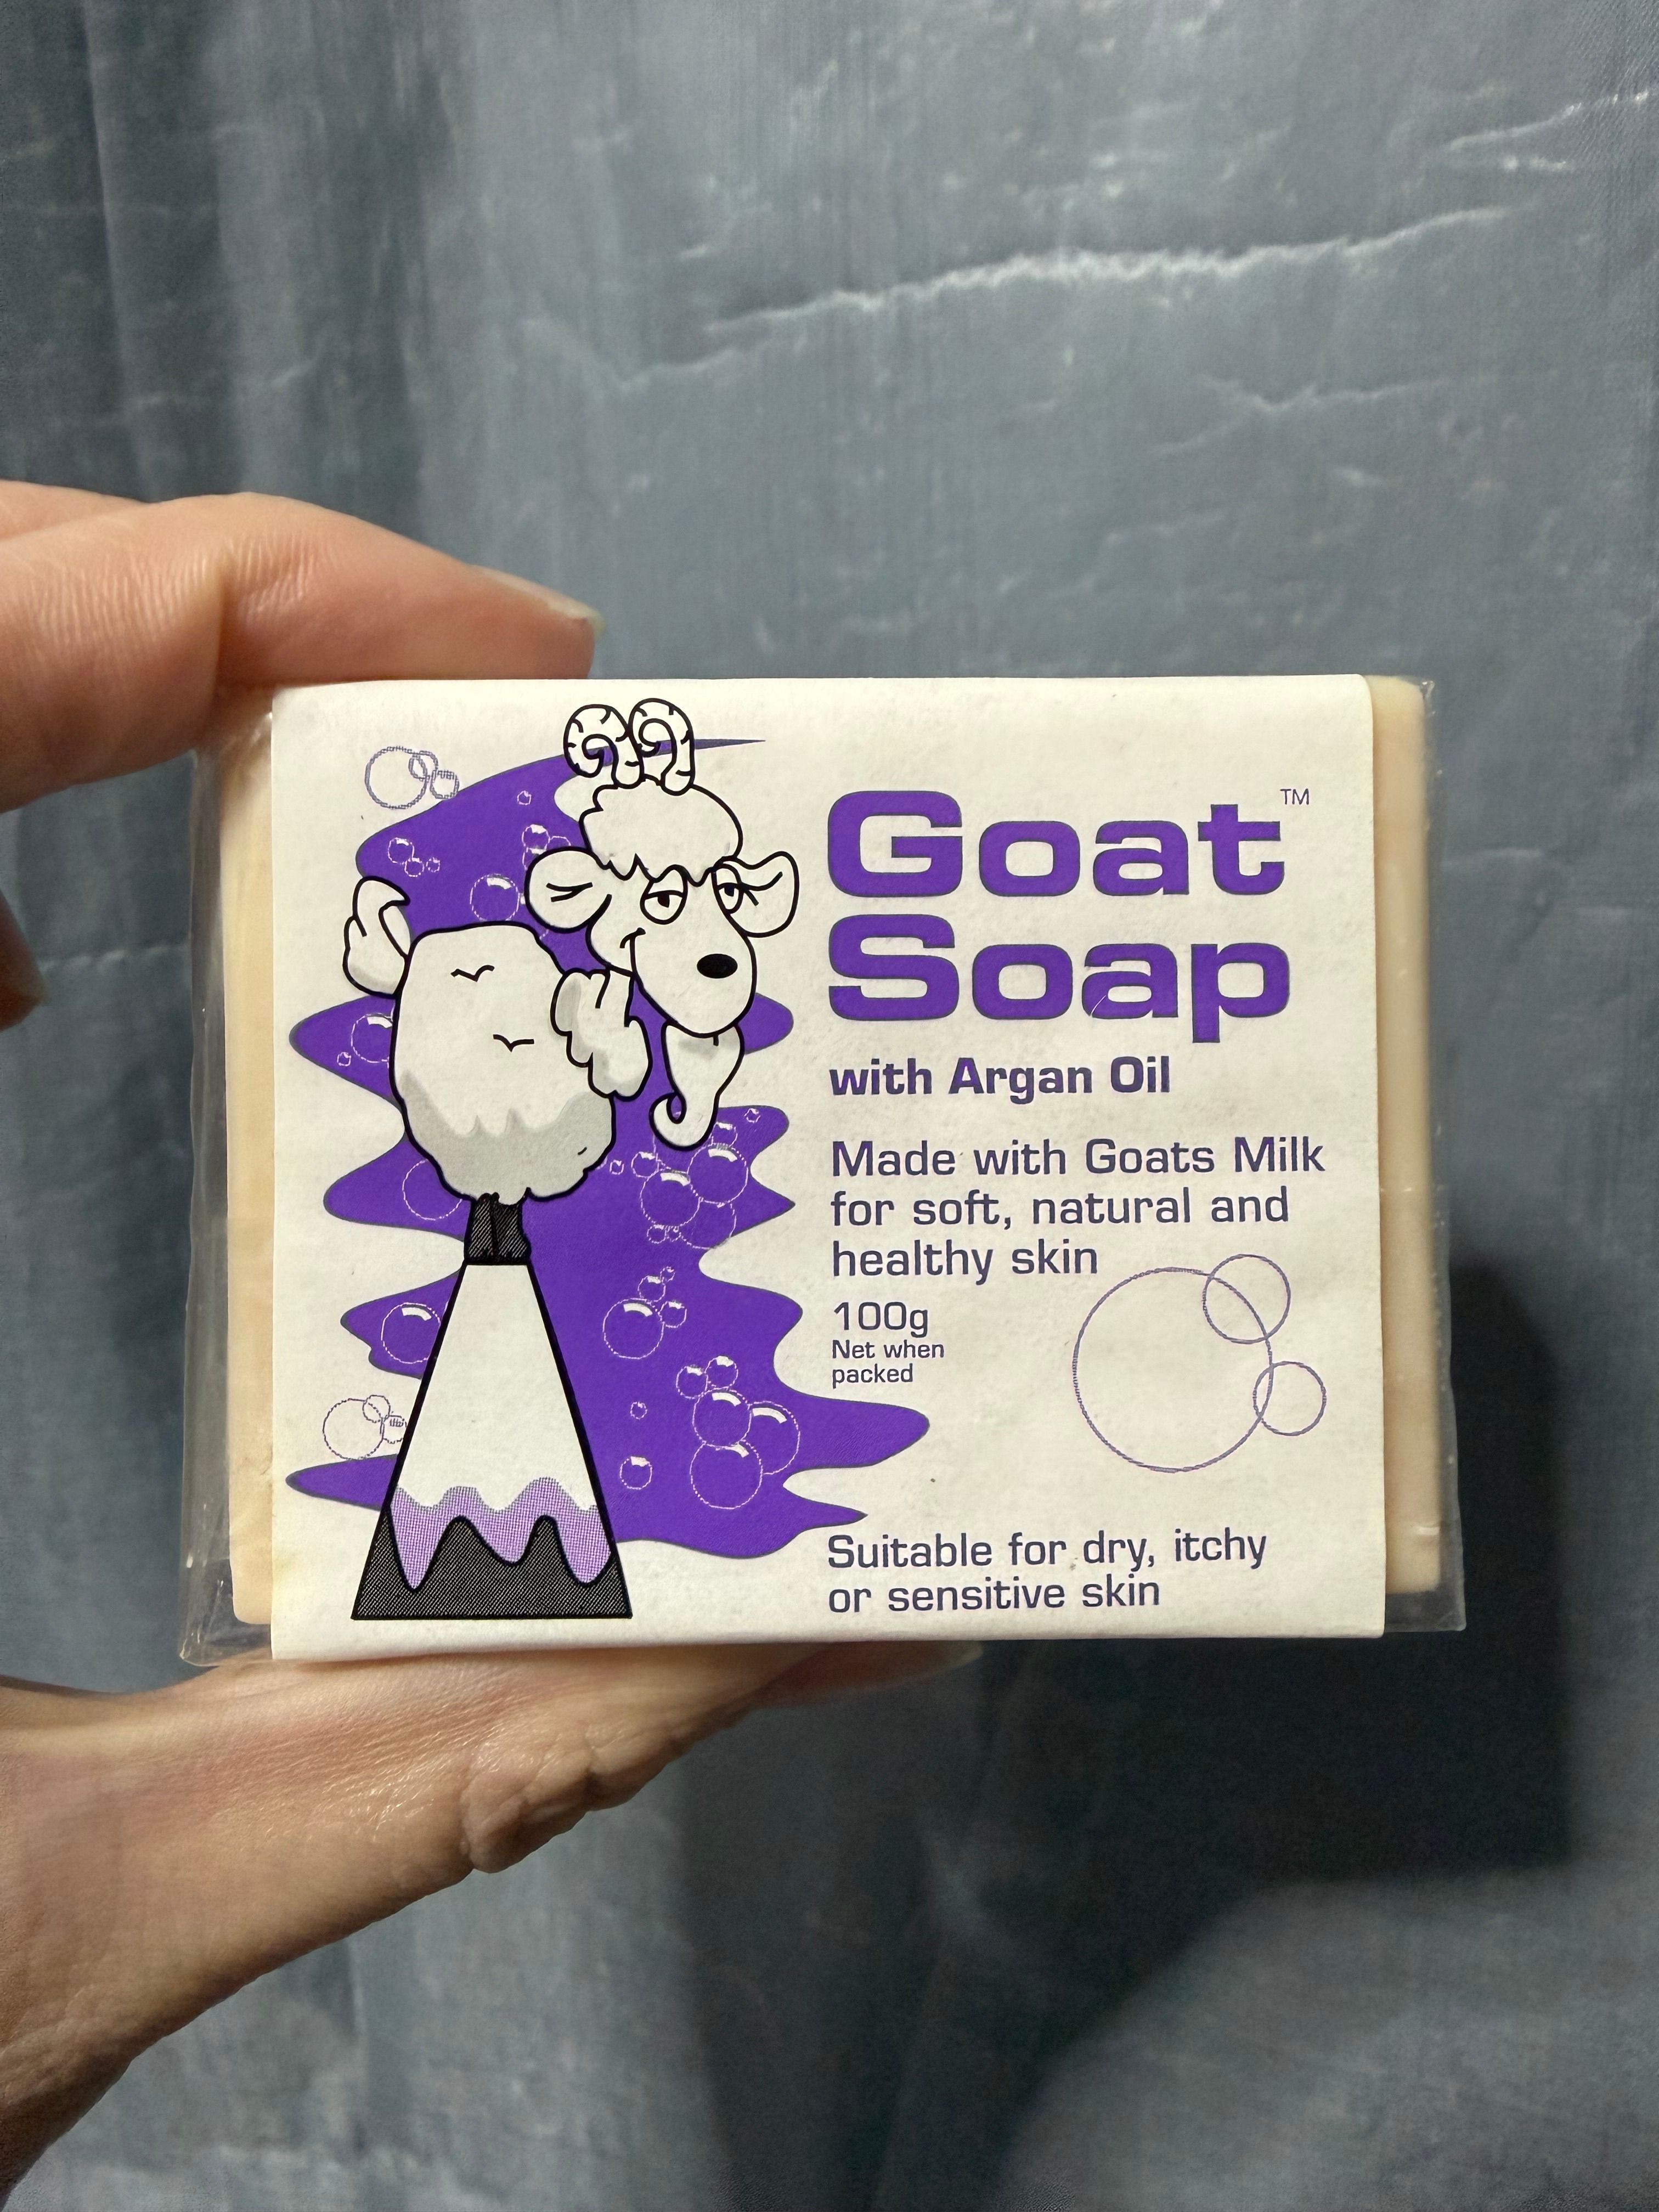 Goat™
Soap
with Argan Oil
Made with Goats Milk
for soft, natural and
healthy skin
100g
Net when
packed
Suitable for dry, itchy
or sensitive skin